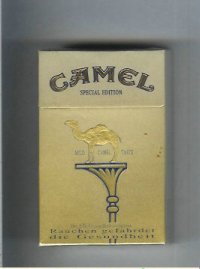 CAMEL
SPECIAL EDITION
MILD CAMEL TASTE
Rauchen gefährdet
die Gesundheit